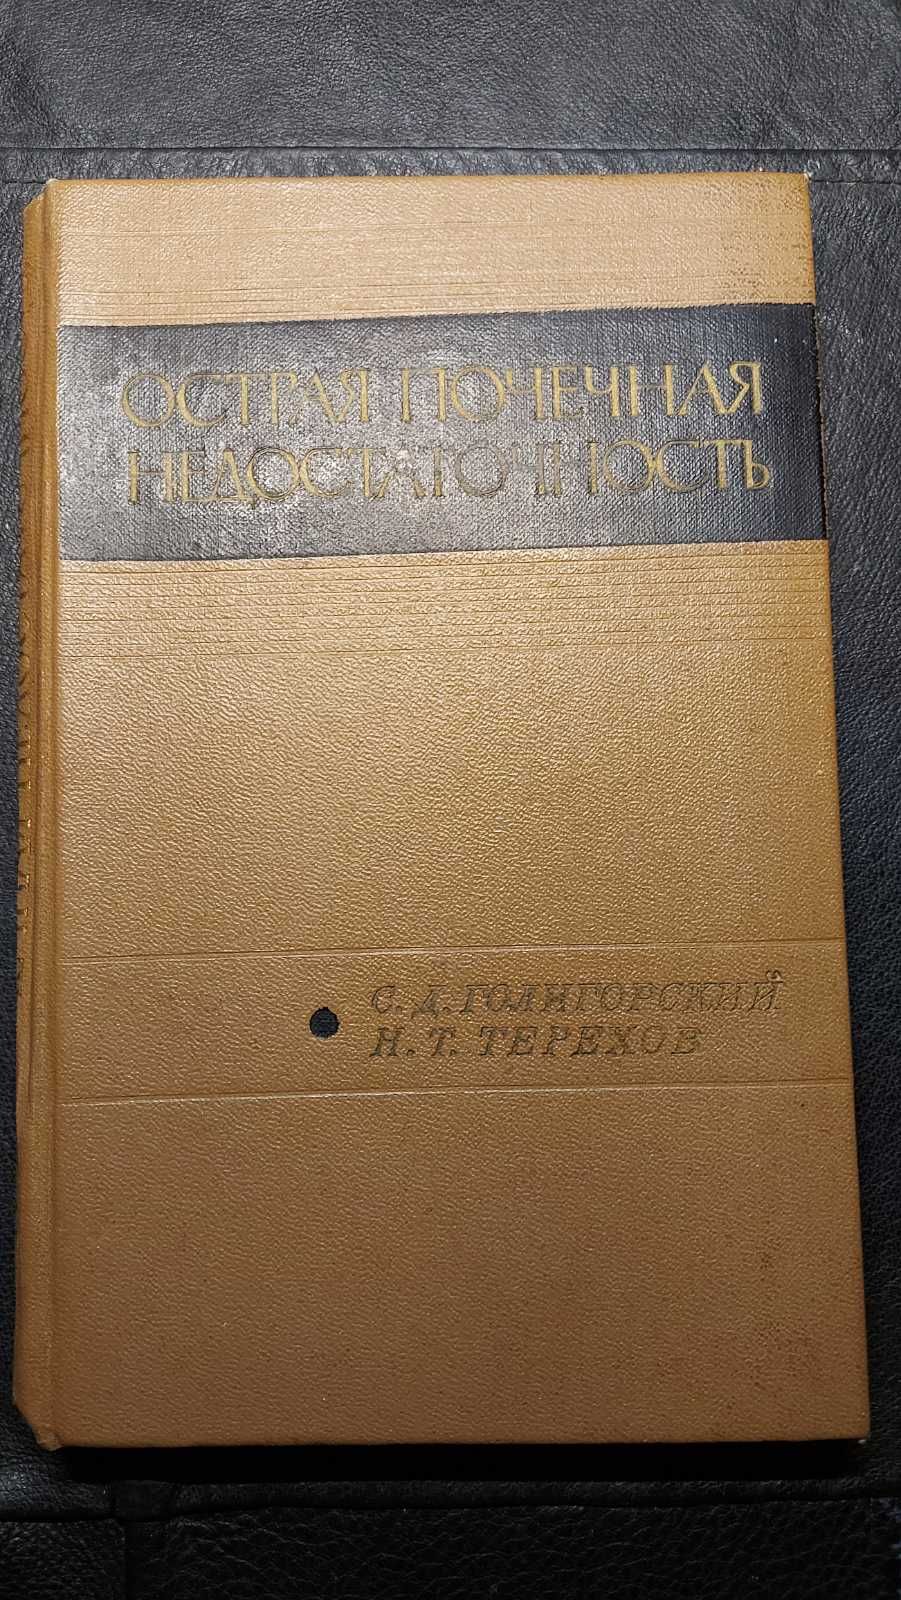 ОСТРАЯ ПОЧЕЧНАЯ
НЕДОСТАТОЧНОСТЬ
С. Д. ГОЛИГОРСКИЙ
Н. Т. ТЕРЕХОВ